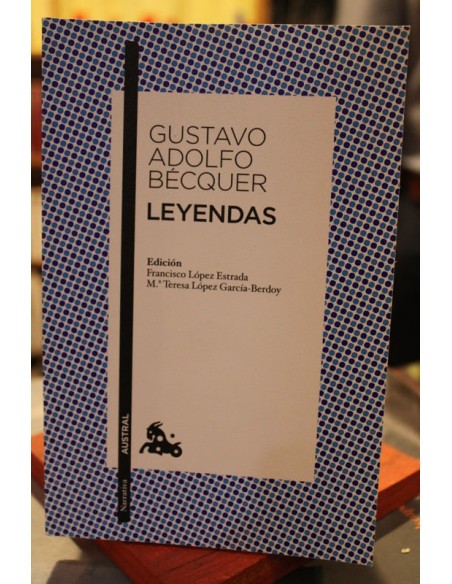 GUSTAVO
ADOLFO
BÉCQUER
LEYENDAS
Edición
Francisco López Estrada
M.ª Teresa López García-Berdoy
Narrativa
AUSTRAL